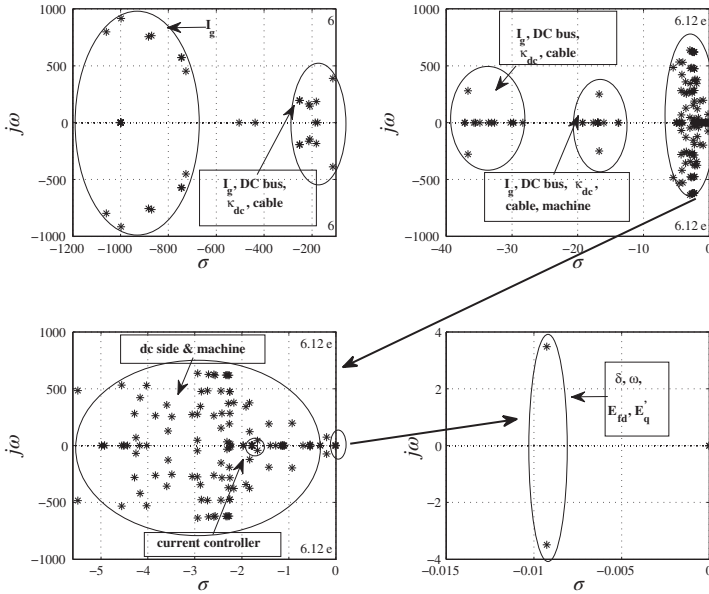 1000
500
0
−500
−1000
jω
−1200
−1000
−800
−600
−400
−200
σ
I_g
6
I_g, DC bus,
κ_dc, cable
6
1000
500
0
−500
−1000
jω
−40
−30
−20
−10
0
σ
6.12 e
I_g, DC bus,
κ_dc, cable
I_g, DC bus, κ_dc,
cable, machine
6.12 e
1000
500
0
−500
−1000
jω
−5
−4
−3
−2
−1
0
σ
dc side & machine
current controller
6.12 e
4
2
0
−2
−4
jω
−0.015
−0.01
−0.005
0
σ
δ, ω,
E_fd, E_q'